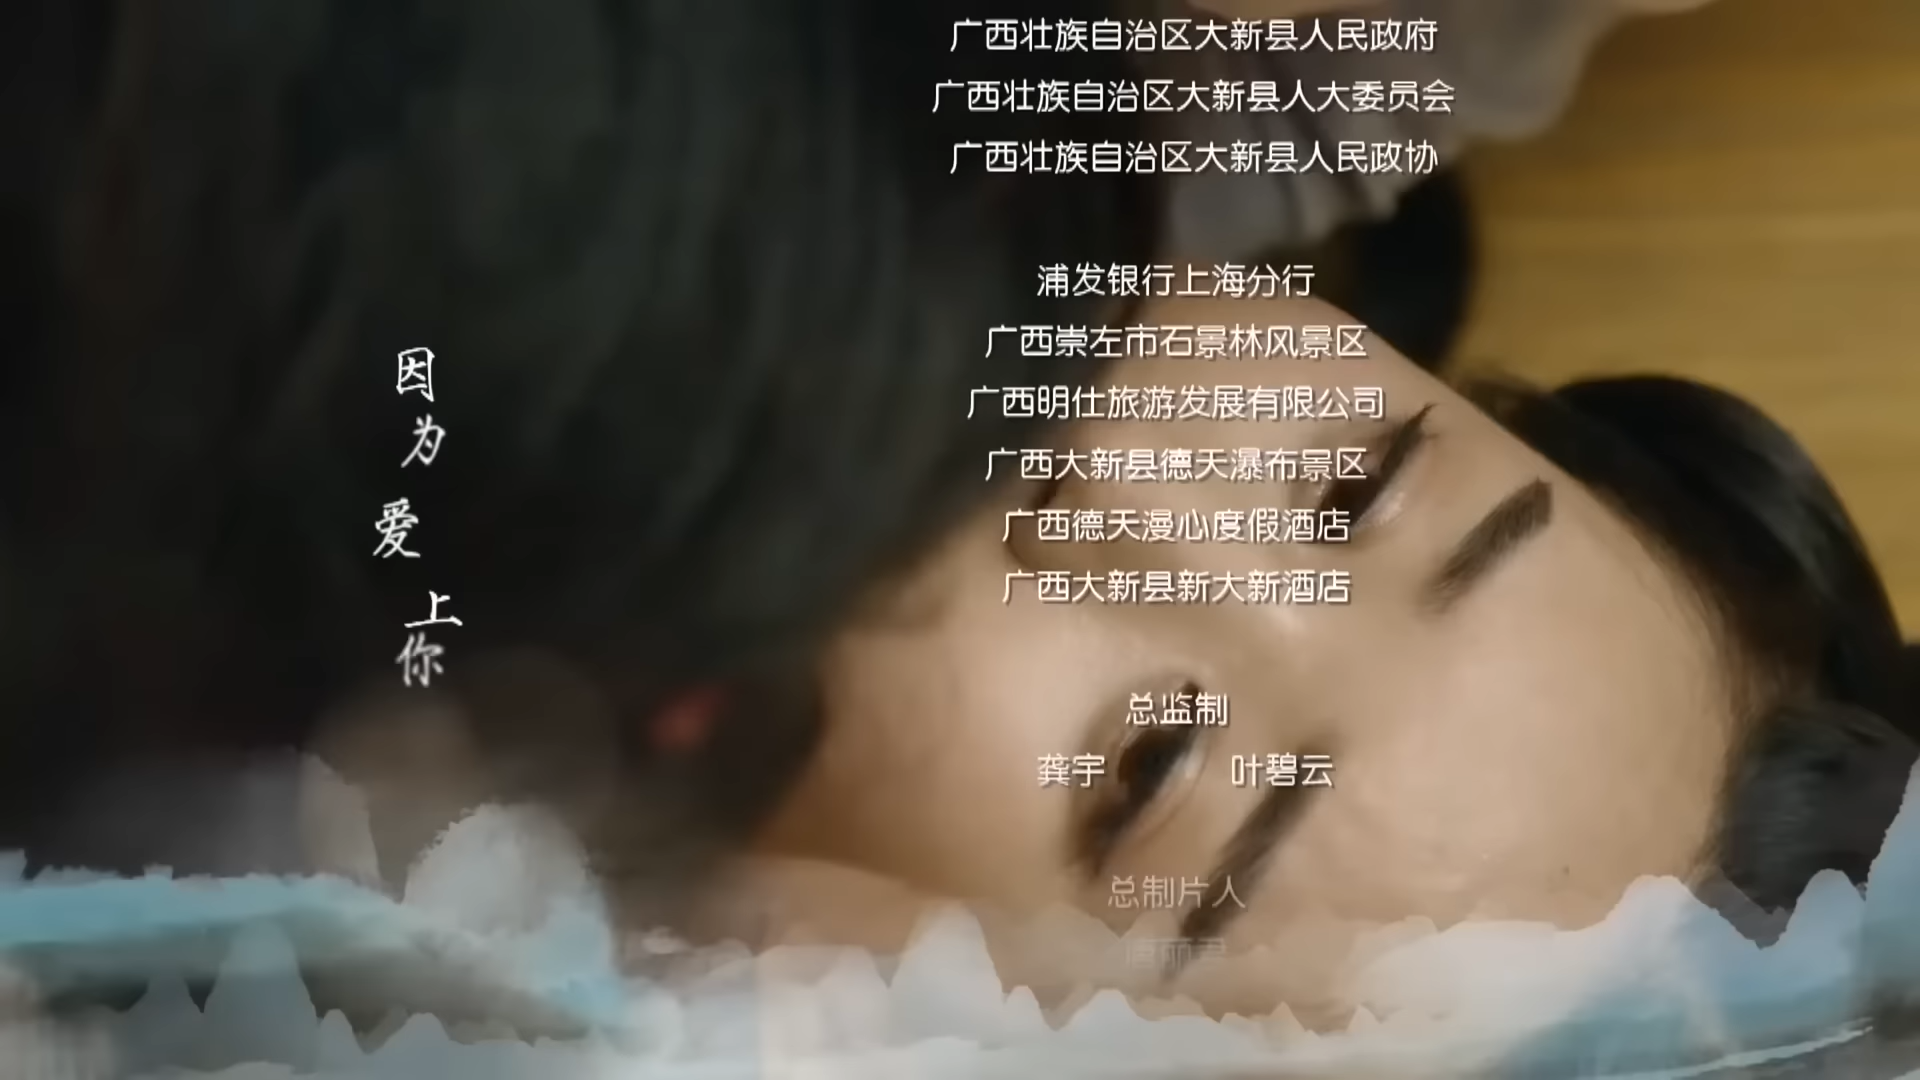 因为爱上你
广西壮族自治区大新县人民政府
广西壮族自治区大新县人大委员会
广西壮族自治区大新县人民政协
浦发银行上海分行
广西崇左市石景林风景区
广西明仕旅游发展有限公司
广西大新县德天瀑布景区
广西德天漫心度假酒店
广西大新县新大新酒店
总监制
龚宇 叶碧云
总制片人